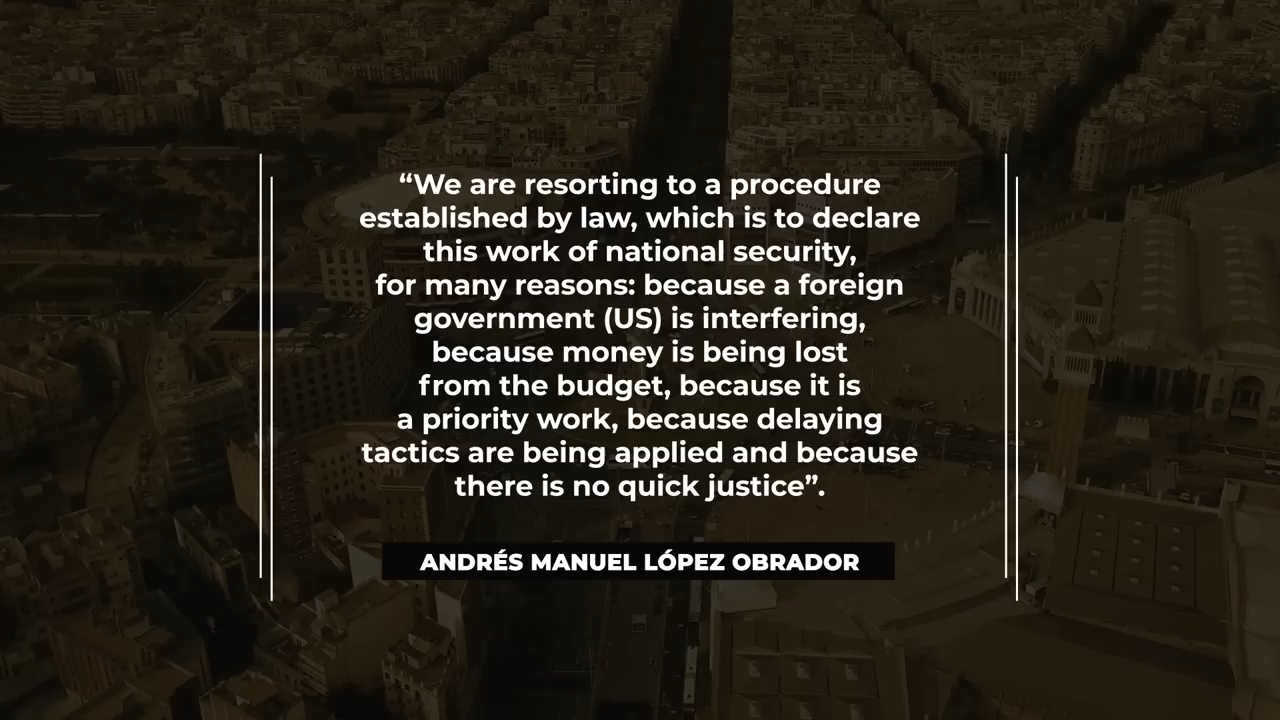 “We are resorting to a procedure
established by law, which is to declare
this work of national security,
for many reasons: because a foreign
government (US) is interfering,
because money is being lost
from the budget, because it is
a priority work, because delaying
tactics are being applied and because
there is no quick justice”.
ANDRÉS MANUEL LÓPEZ OBRADOR